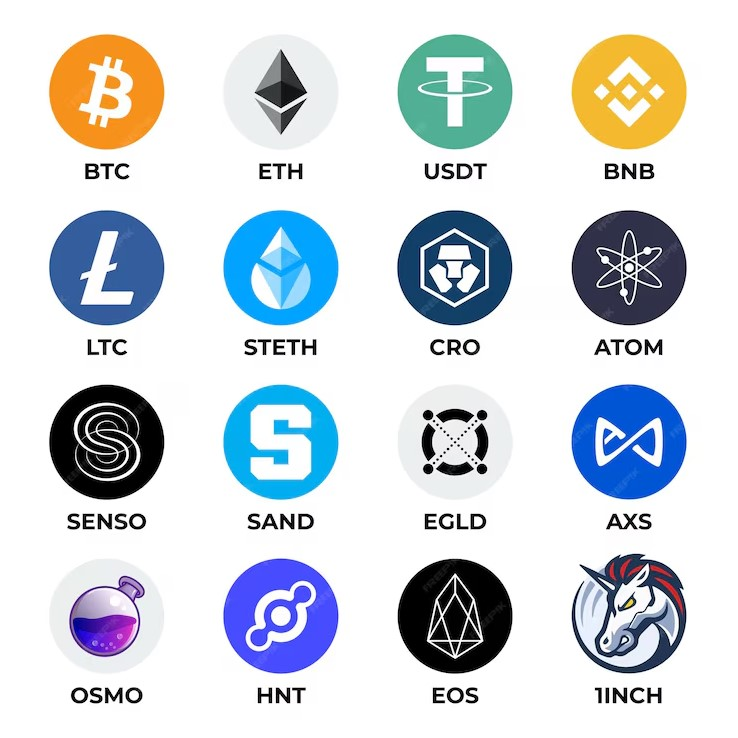 BTC
ETH
USDT
BNB
LTC
STETH
CRO
ATOM
SENSO
SAND
EGLD
AXS
OSMO
HNT
EOS
1INCH